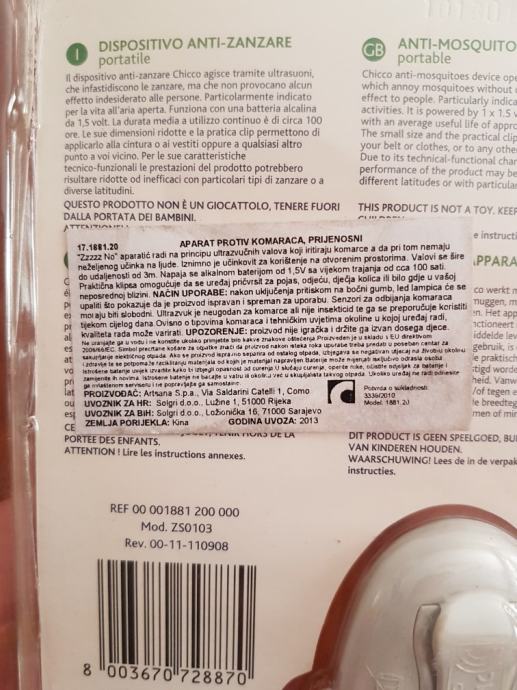 I
DISPOSITIVO ANTI-ZANZARE
portatile
Il dispositivo anti-zanzare Chicco agisce tramite ultrasuoni,
che infastidiscono le zanzare, ma che non provocano alcun
effetto indesiderato alle persone. Particolarmente indicato
per la vita all'aria aperta. Funziona con una batteria alcalina
da 1,5 volt. La durata media a utilizzo continuo è di circa 100
ore. Le sue dimensioni ridotte e la pratica clip permettono di
applicarlo alla cintura o ai vestiti oppure a qualsiasi altro
punto a voi vicino. Per le sue caratteristiche
tecnico-funzionali le prestazioni del prodotto potrebbero
risultare ridotte od inefficaci con particolari tipi di zanzare o a
diverse latitudini.
QUESTO PRODOTTO NON È UN GIOCATTOLO, TENERE FUORI
DALLA PORTATA DEI BAMBINI.
GB
ANTI-MOSQUITO
portable
Chicco anti-mosquitoes device ope
which annoy mosquitoes without
effect to people. Particularly indica
activities. It is powered by 1 x 1.5 v
with an average useful life of appr
The small size and the practical clip
your belt or clothes, or to any othe
Due to its technical-functional char
performance of the product may be
different latitudes or with particular
THIS PRODUCT IS NOT A TOY. KEEP
17.1881.20
APARAT PROTIV KOMARACA, PRIJENOSNI
"Zzzzz No" aparatić radi na principu ultrazvučnih valova koji iritiraju komarce a da pri tom nemaju
neželjenog učinka na ljude. Iznimno je učinkovit za korištenje na otvorenim prostorima. Valovi se šire
do udaljenosti od 3m. Napaja se alkalnom baterijom od 1,5V sa vijekom trajanja od cca 100 sati.
Praktična klipsa omogućuje da se uređaj pričvrsti za pojas, odjeću, dječja kolica ili bilo gdje u vašoj
neposrednoj blizini. NAČIN UPORABE: nakon uključenja pritiskom na bočni gumb, led lampica će se
upaliti što pokazuje da je proizvod ispravan i spreman za uporabu. Senzori za odbijanja komaraca
moraju biti slobodni. Ultrazvuk je neugodan za komarce ali nije insekticid te ga se preporučuje koristiti
tijekom cijelog dana. Ovisno o tipovima komaraca i tehničkim uvjetima okoline u kojoj uređaj radi,
kvaliteta rada može varirati. UPOZORENJE: proizvod nije igračka i držite ga izvan dosega djece.
PROIZVOĐAČ: Artsana S.p.a., Via Saldarini Catelli 1, Como
UVOZNIK ZA HR: Solgri d.o.o., Lužine 1, 51000 Rijeka
UVOZNIK ZA BiH: Solgri d.o.o., Ložionička 16, 71000 Sarajevo
ZEMLJA PORIJEKLA: Kina GODINA UVOZA: 2013
Potvrda o sukladnosti:
3336/2010
Model: 1881.20
PORTÉE DES ENFANTS.
ATTENTION ! Lire les instructions annexes.
DIT PRODUCT IS GEEN SPEELGOED, BU
VAN KINDEREN HOUDEN.
WAARSCHUWING! Lees de in de verpak
instructies.
REF 00 001881 200 000
Mod. ZS0103
Rev. 00-11-110908
8 003670 728870